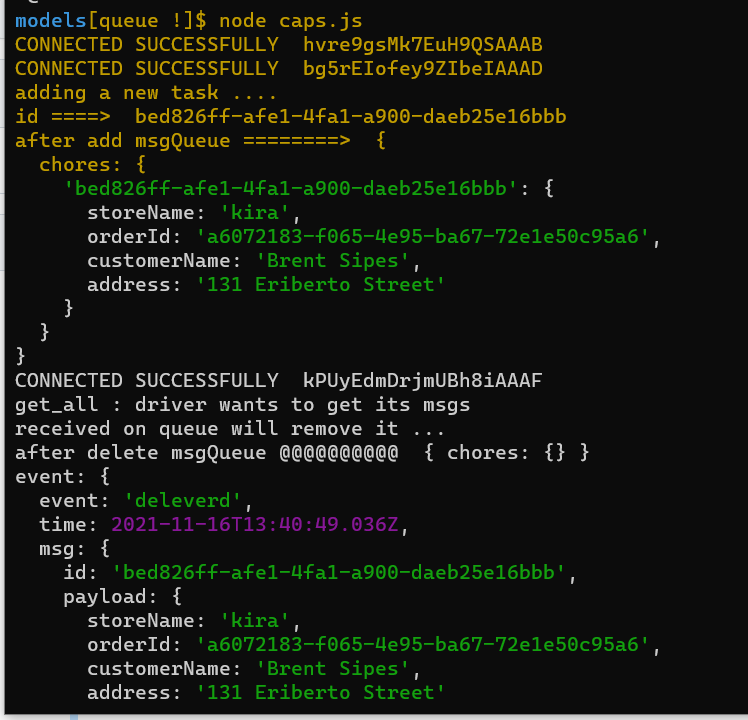 models[queue !]$ node caps.js
CONNECTED SUCCESSFULLY  hvre9gsMk7EuH9QSAAAB
CONNECTED SUCCESSFULLY  bg5rEIofey9ZIbeIAAAD
adding a new task ....
id ====>  bed826ff-afe1-4fa1-a900-daeb25e16bbb
after add msgQueue ========>  {
  chores: {
    'bed826ff-afe1-4fa1-a900-daeb25e16bbb': {
      storeName: 'kira',
      orderId: 'a6072183-f065-4e95-ba67-72e1e50c95a6',
      customerName: 'Brent Sipes',
      address: '131 Eriberto Street'
    }
  }
}
CONNECTED SUCCESSFULLY  kPUyEdmDrjmUBh8iAAAF
get_all : driver wants to get its msgs
received on queue will remove it ...
after delete msgQueue @@@@@@@@@@  { chores: {} }
event: {
  event: 'deleverd',
  time: 2021-11-16T13:40:49.036Z,
  msg: {
    id: 'bed826ff-afe1-4fa1-a900-daeb25e16bbb',
    payload: {
      storeName: 'kira',
      orderId: 'a6072183-f065-4e95-ba67-72e1e50c95a6',
      customerName: 'Brent Sipes',
      address: '131 Eriberto Street'